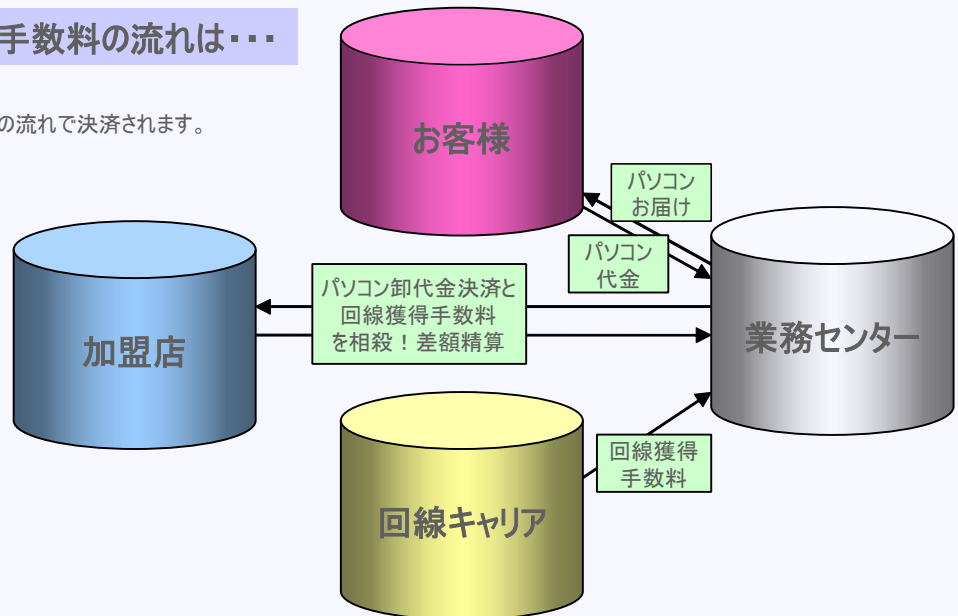 手数料の流れは・・・
の流れで決済されます。
お客様
パソコン
お届け
パソコン
代金
パソコン卸代金決済と
回線獲得手数料
を相殺！差額精算
加盟店
業務センター
回線獲得
手数料
回線キャリア